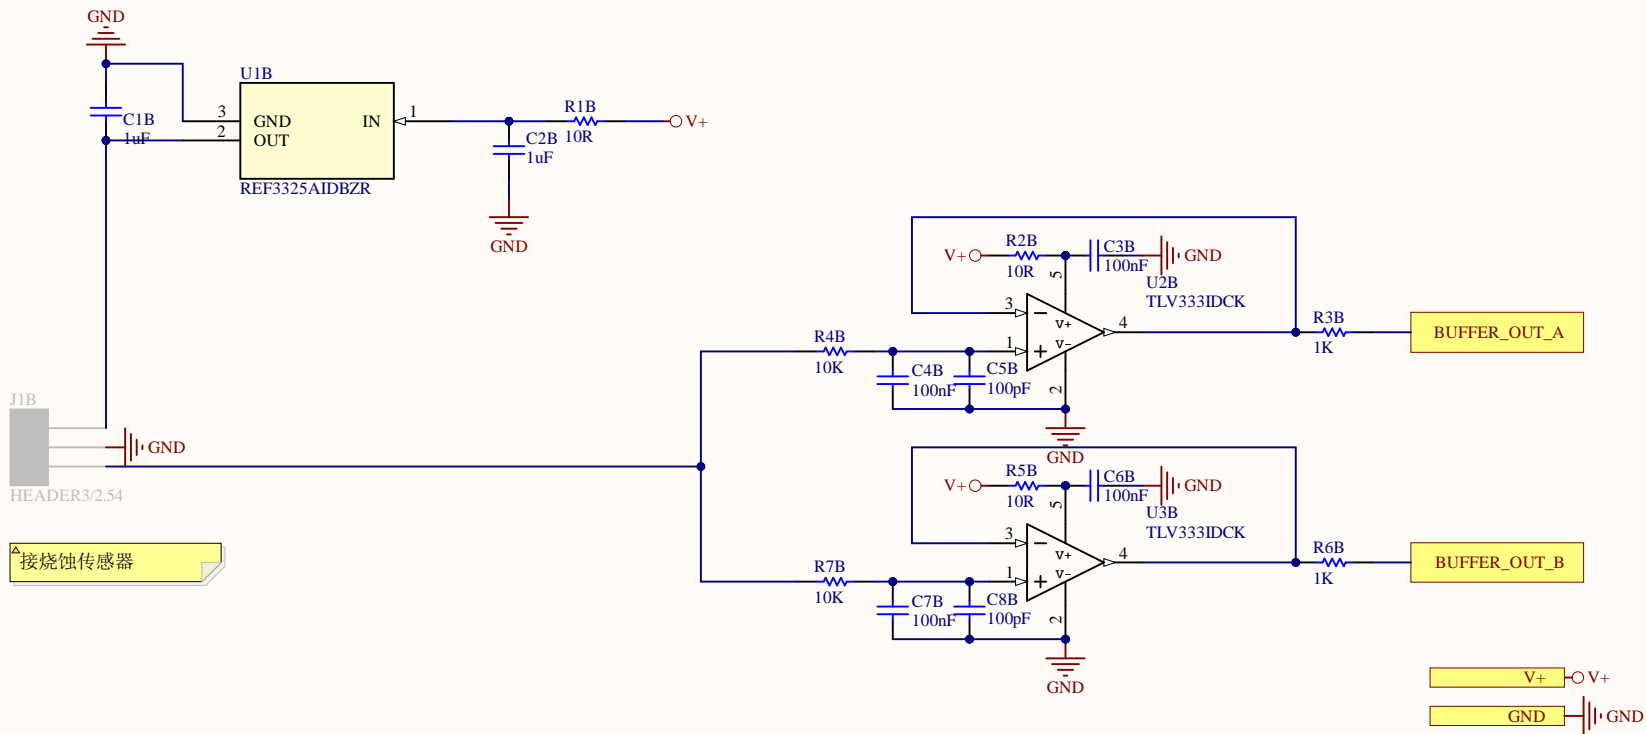 GND
U1B
3
GND
IN
1
2
OUT
C1B
1uF
REF3325AIDBZR
R1B
10R
V+
C2B
1uF
GND
V+
R2B
10R
5
C3B
100nF
GND
U2B
TLV333IDCK
3
V+
V-
4
1
2
R3B
1K
BUFFER_OUT_A
R4B
10K
C4B
100nF
C5B
100pF
GND
J1B
GND
HEADER3/2.54
接烧蚀传感器
V+
R5B
10R
5
C6B
100nF
GND
U3B
TLV333IDCK
3
V+
V-
4
1
2
R6B
1K
BUFFER_OUT_B
R7B
10K
C7B
100nF
C8B
100pF
GND
V+
V+
GND
GND